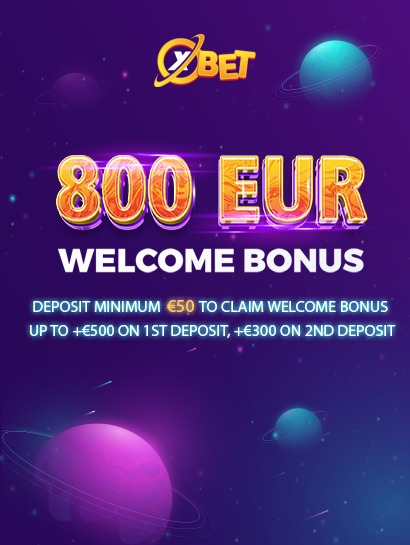 XBET
800 EUR
WELCOME BONUS
DEPOSIT MINIMUM €50 TO CLAIM WELCOME BONUS
UP TO +€500 ON 1ST DEPOSIT, +€300 ON 2ND DEPOSIT